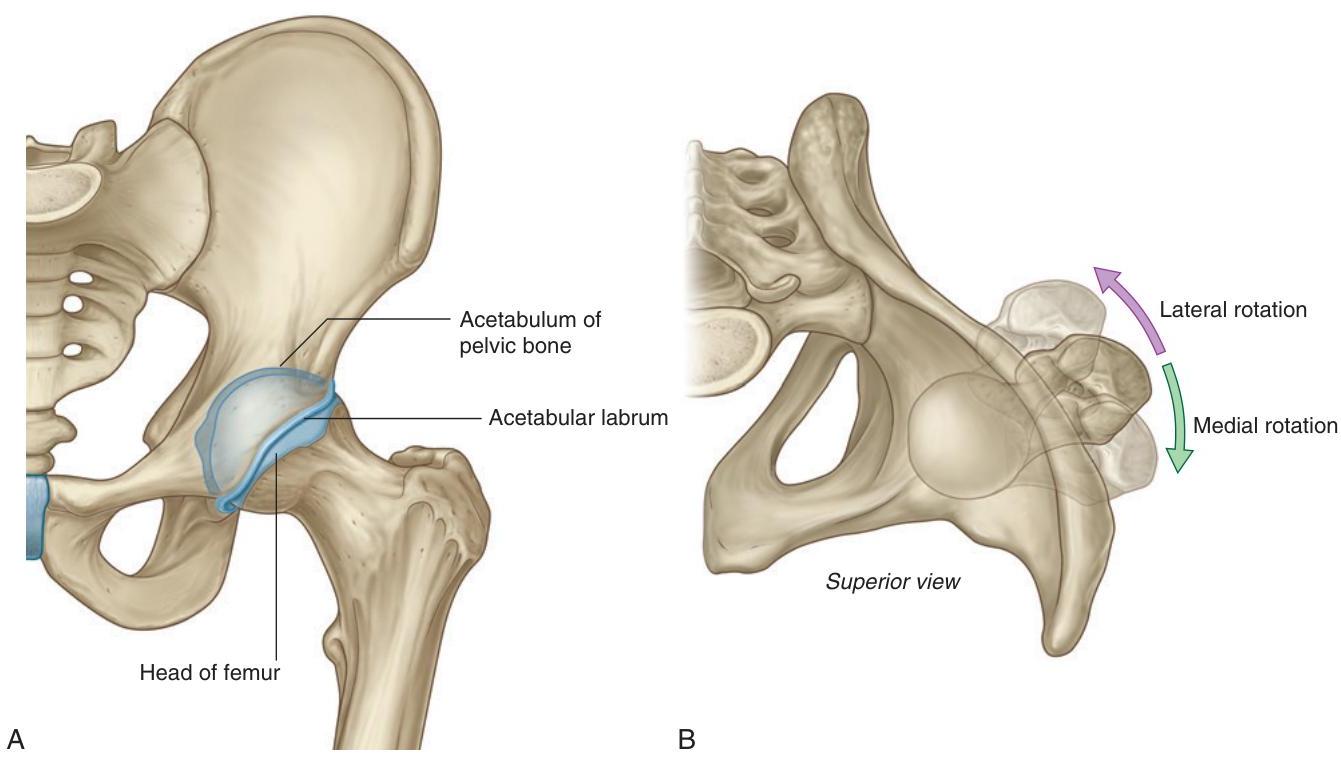 Acetabulum of
pelvic bone
Acetabular labrum
Head of femur
A
Lateral rotation
Medial rotation
Superior view
B